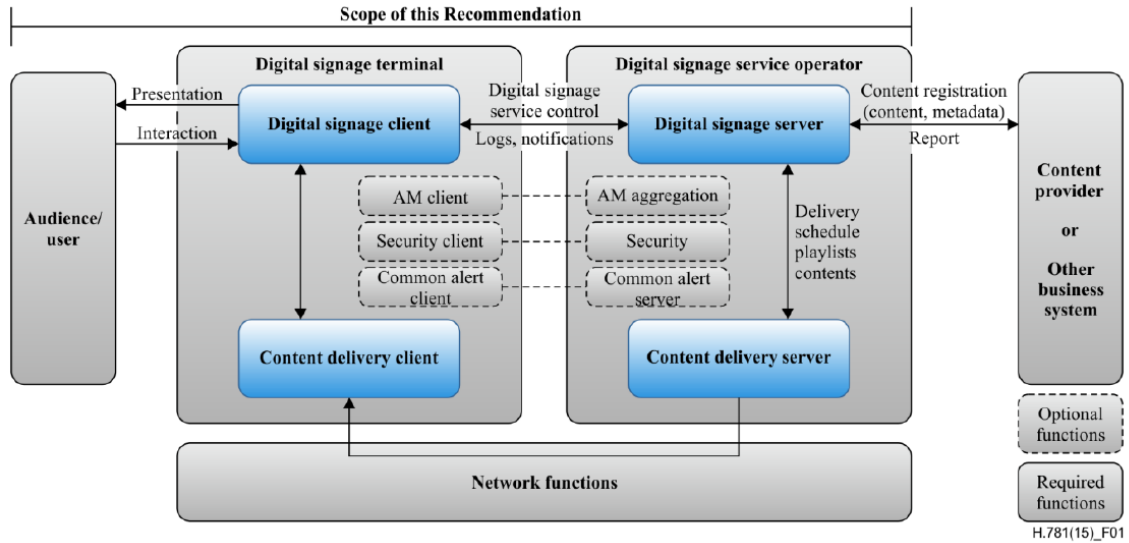 Scope of this Recommendation
Digital signage terminal
Digital signage service operator
Presentation
Interaction
Audience/
user
Digital signage client
Digital signage
service control
Logs, notifications
Digital signage server
Content registration
(content, metadata)
Report
AM client
AM aggregation
Security client
Security
Common alert
client
Common alert
server
Delivery
schedule
playlists
contents
Content
provider
or
Other
business
system
Content delivery client
Content delivery server
Network functions
Optional
functions
Required
functions
H.781(15)_F01